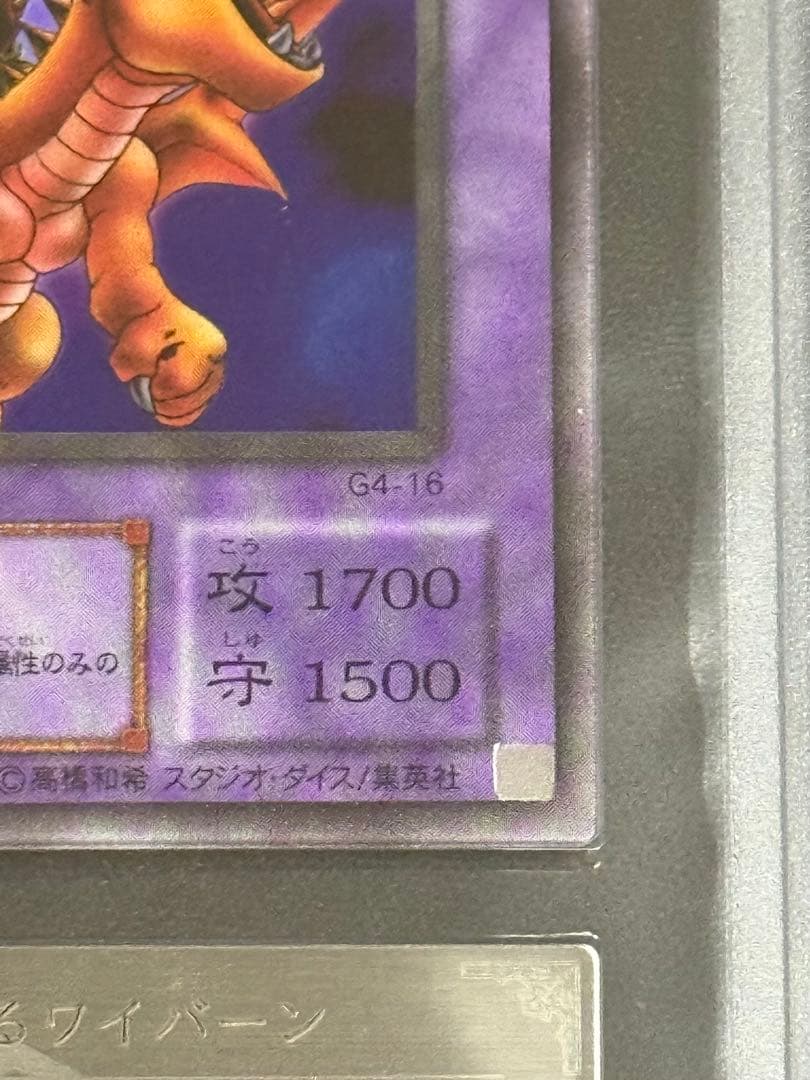 G4-16
こう
攻 1700
しゅ
守 1500
性のみの
©高橋和希 スタジオ・ダイス/集英社
るワイバーン